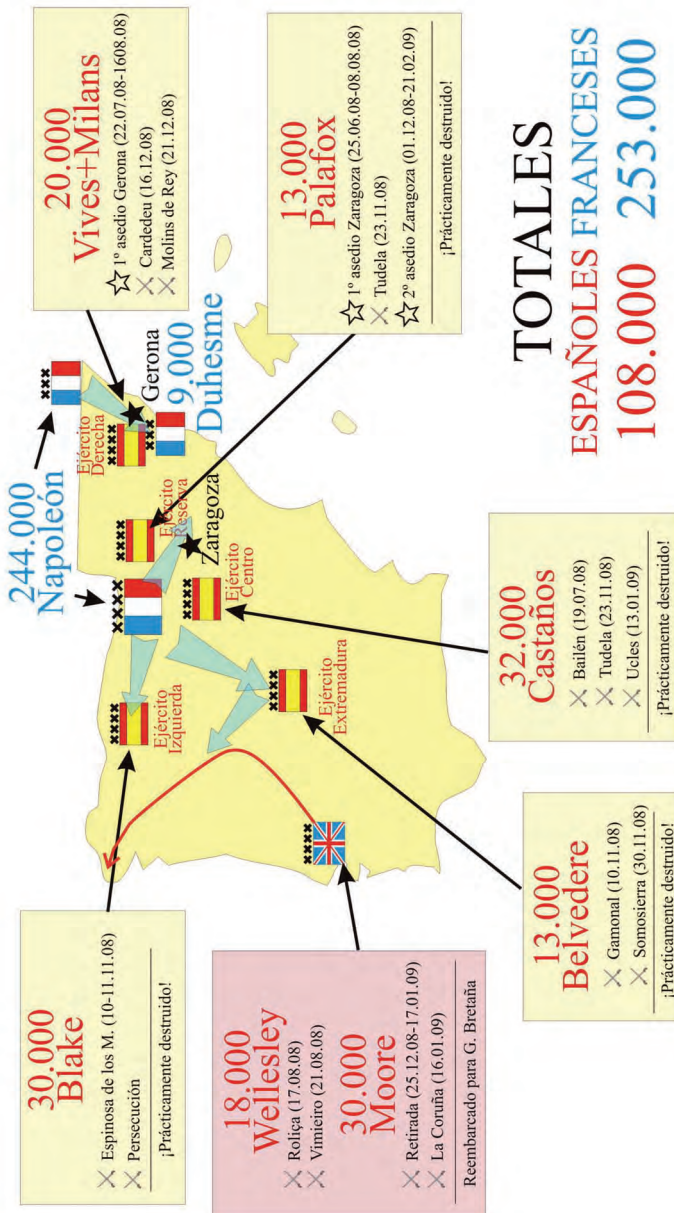 30.000
Blake
Espinosa de los M. (10-11.11.08)
Persecución
¡Prácticamente destruido!
244.000
Napoleón
20.000
Vives+Milans
1º asedio Gerona (22.07.08-1608.08)
Cardedeu (16.12.08)
Molins de Rey (21.12.08)
Ejército
Izquierda
Ejército
Derecha
Gerona
9.000
Duhesme
Ejército
Reserva
Zaragoza
Ejército
Centro
Ejército
Extremadura
18.000
Wellesley
Roliça (17.08.08)
Vimieiro (21.08.08)
30.000
Moore
Retirada (25.12.08-17.01.09)
La Coruña (16.01.09)
Reembarcado para G. Bretaña
13.000
Palafox
1º asedio Zaragoza (25.06.08-08.08.08)
Tudela (23.11.08)
2º asedio Zaragoza (01.12.08-21.02.09)
¡Prácticamente destruido!
13.000
Belvedere
Gamonal (10.11.08)
Somosierra (30.11.08)
¡Prácticamente destruido!
32.000
Castaños
Bailén (19.07.08)
Tudela (23.11.08)
Ucles (13.01.09)
¡Prácticamente destruido!
TOTALES
ESPAÑOLES FRANCESES
108.000 253.000